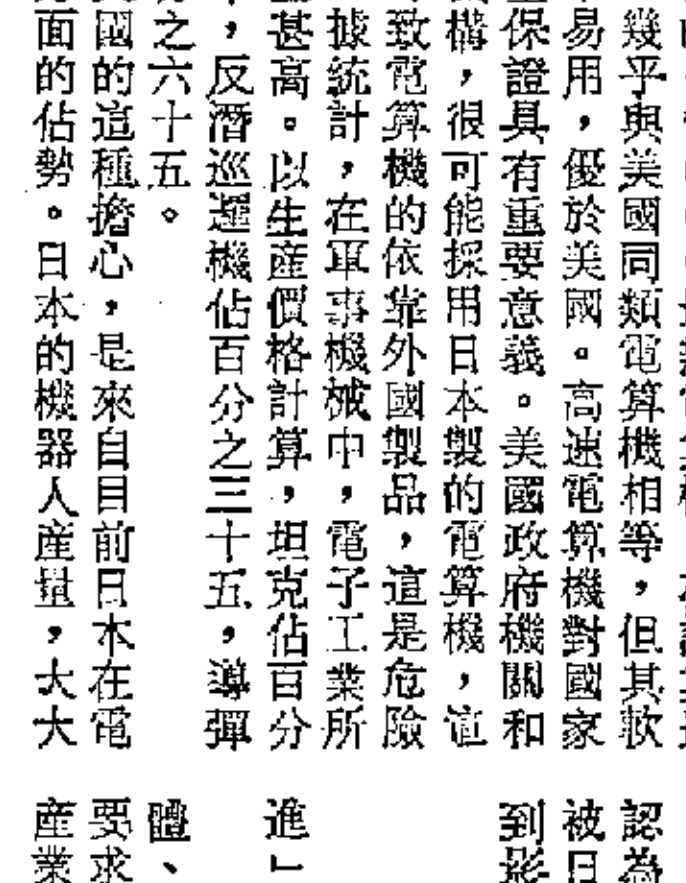 幾乎與美國同類電算機相等，但其軟
易用，優於美國。高速電算機對國家
保證具有重要意義。美國政府機關和
構，很可能採用日本製的電算機，這
致電算機的依靠外國製品，這是危險
據統計，在軍事機械中，電子工業所
甚高。以生產價格計算，坦克佔百分
，反潛巡邏機佔百分之三十五，導彈
之六十五。
國的這種擔心，是來自目前日本在電
面的佔勢。日本的機器人產量，大大
認為
被日
到影
進」
體、
要求
産業